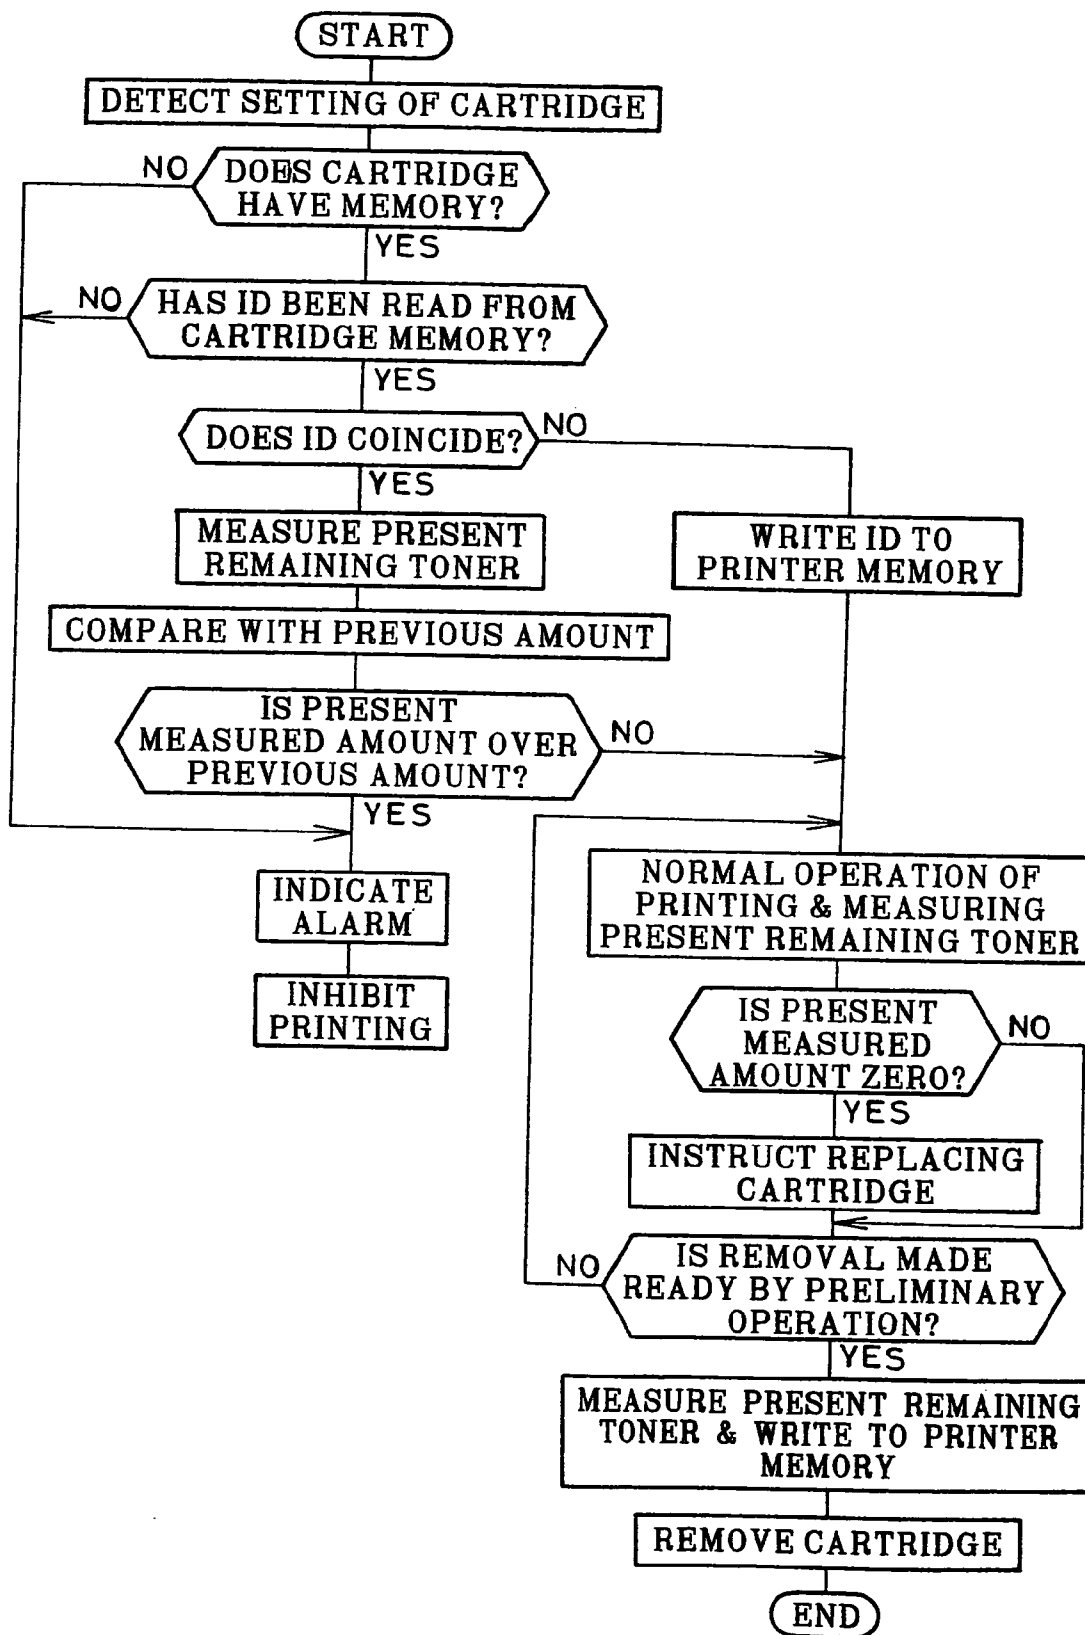 START
DETECT SETTING OF CARTRIDGE
NO
DOES CARTRIDGE
HAVE MEMORY?
YES
NO
HAS ID BEEN READ FROM
CARTRIDGE MEMORY?
YES
DOES ID COINCIDE?
NO
YES
MEASURE PRESENT
REMAINING TONER
WRITE ID TO
PRINTER MEMORY
COMPARE WITH PREVIOUS AMOUNT
IS PRESENT
MEASURED AMOUNT OVER
PREVIOUS AMOUNT?
NO
YES
INDICATE
ALARM
INHIBIT
PRINTING
NORMAL OPERATION OF
PRINTING & MEASURING
PRESENT REMAINING TONER
IS PRESENT
MEASURED
AMOUNT ZERO?
NO
YES
INSTRUCT REPLACING
CARTRIDGE
NO
IS REMOVAL MADE
READY BY PRELIMINARY
OPERATION?
YES
MEASURE PRESENT REMAINING
TONER & WRITE TO PRINTER
MEMORY
REMOVE CARTRIDGE
END